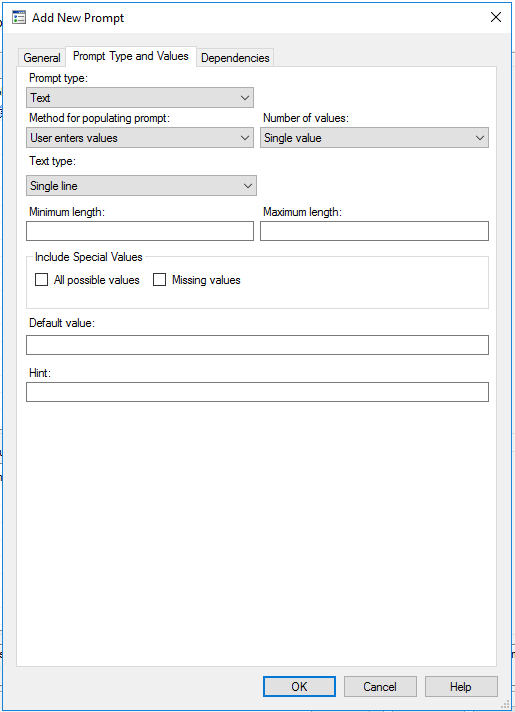 Add New Prompt
General Prompt Type and Values Dependencies
Prompt type:
Text
Method for populating prompt: Number of values:
User enters values Single value
Text type:
Single line
Minimum length: Maximum length:
Include Special Values
All possible values Missing values
Default value:
Hint:
OK Cancel Help